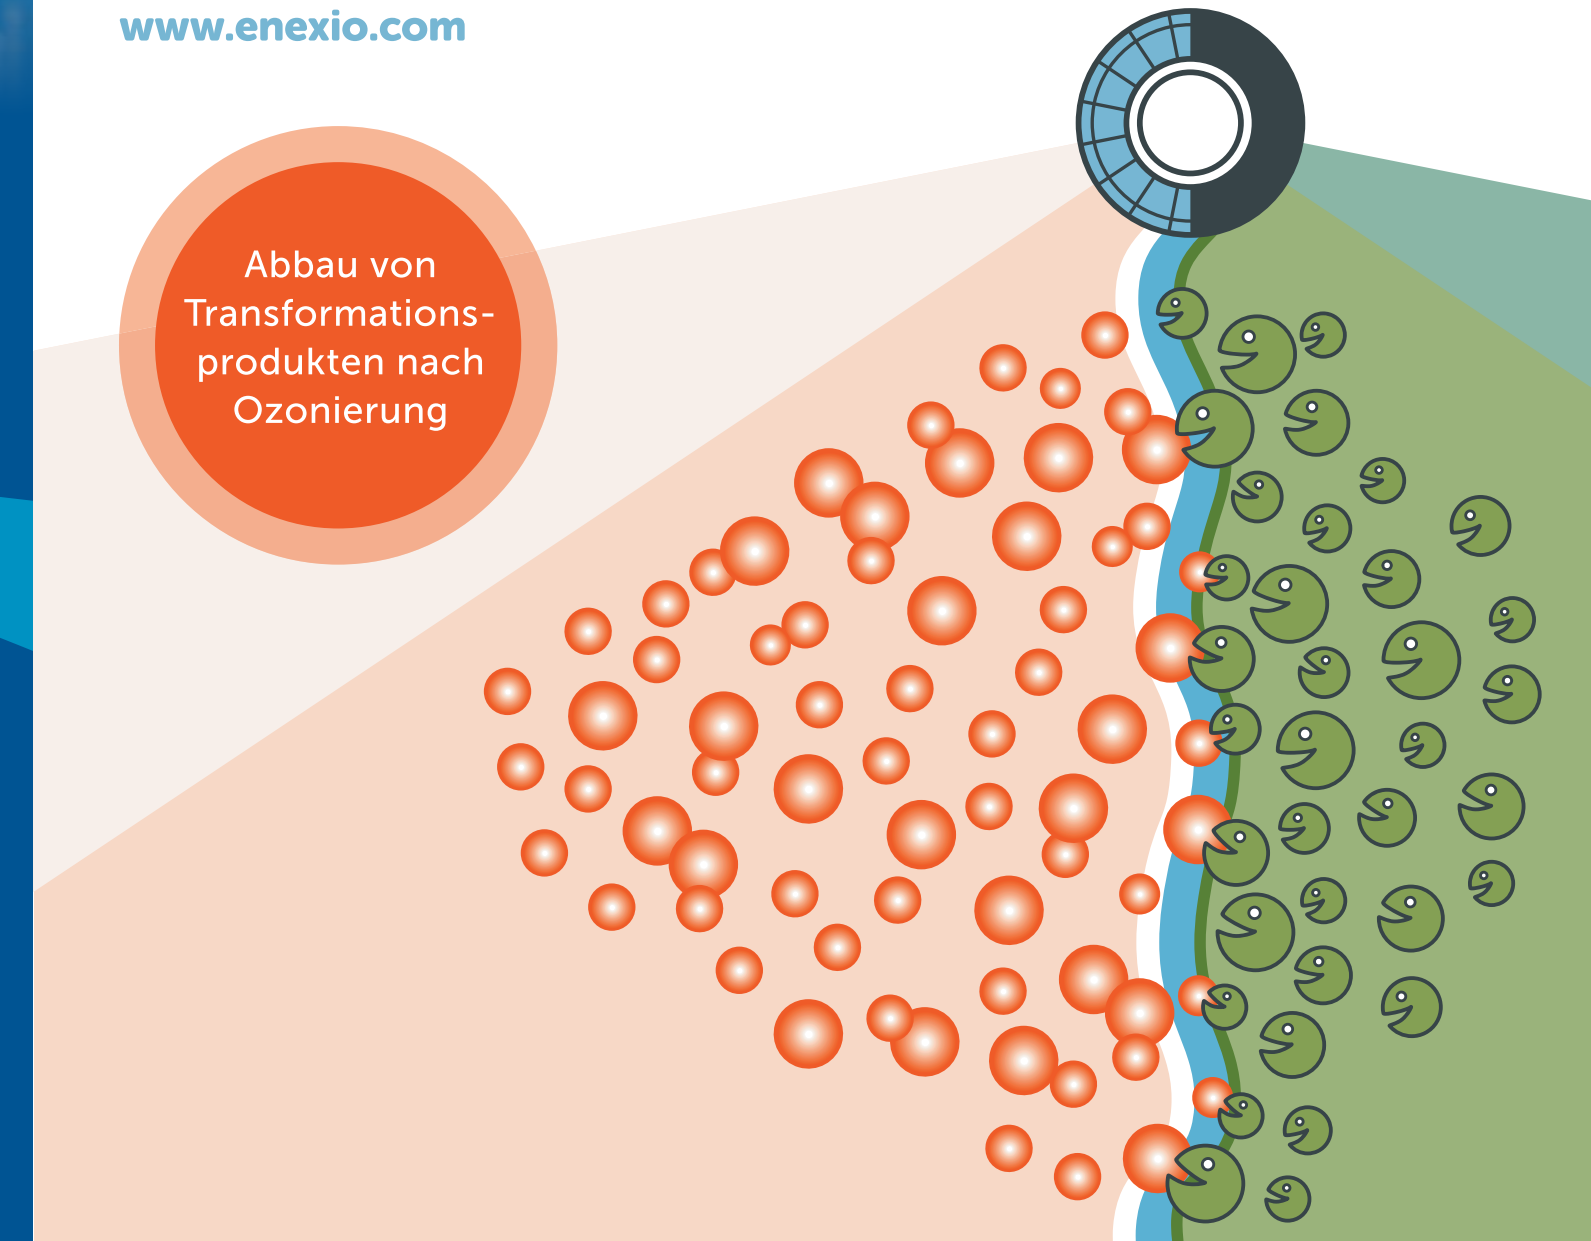 www.enexio.com
Abbau von
Transformations-
produkten nach
Ozonierung